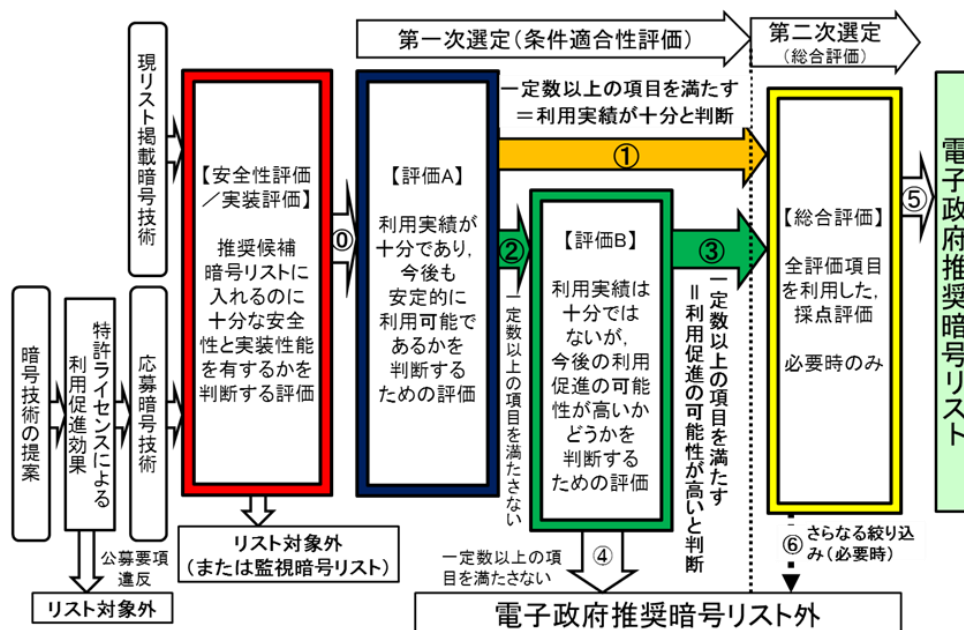 第一次選定(条件適合性評価)
第二次選定
(総合評価)
現リスト掲載暗号技術
暗号技術の提案
特許ライセンスによる
利用促進効果
応募暗号技術
公募要項
違反
リスト対象外
【安全性評価
／実装評価】
推奨候補
暗号リストに
入れるのに
十分な安全
性と実装性能
を有するかを
判断する評価
リスト対象外
(または監視暗号リスト)
⓪
【評価A】
利用実績が
十分であり,
今後も
安定的に
利用可能で
あるかを
判断する
ための評価
一定数以上の項目を満たす
＝利用実績が十分と判断
①
②
一定数以上の項目を満たさない
【評価B】
利用実績は
十分では
ないが,
今後の利用
促進の可能
性が高いか
どうかを
判断する
ための評価
③
一定数以上の項目を満たす
＝利用促進の可能性が高いと判断
一定数以上の項
目を満たさない
④
【総合評価】
全評価項目
を利用した,
採点評価
必要時のみ
⑤
⑥
さらなる絞り込
み(必要時)
電子政府推奨暗号リスト
電子政府推奨暗号リスト外